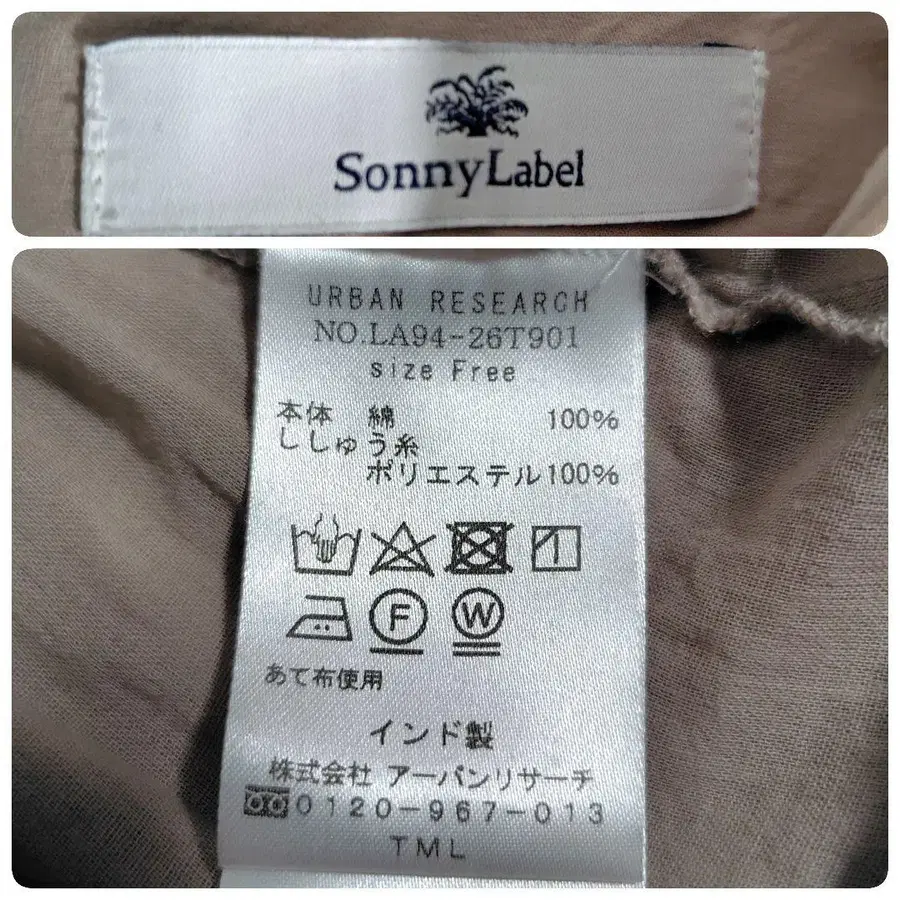 SonnyLabel
URBAN RESEARCH
NO.LA94-26T901
size Free
本体 綿 100%
ししゅう糸
ポリエステル100%
1
F W
あて布使用
インド製
株式会社 アーバンリサーチ
0120-967-013
TML